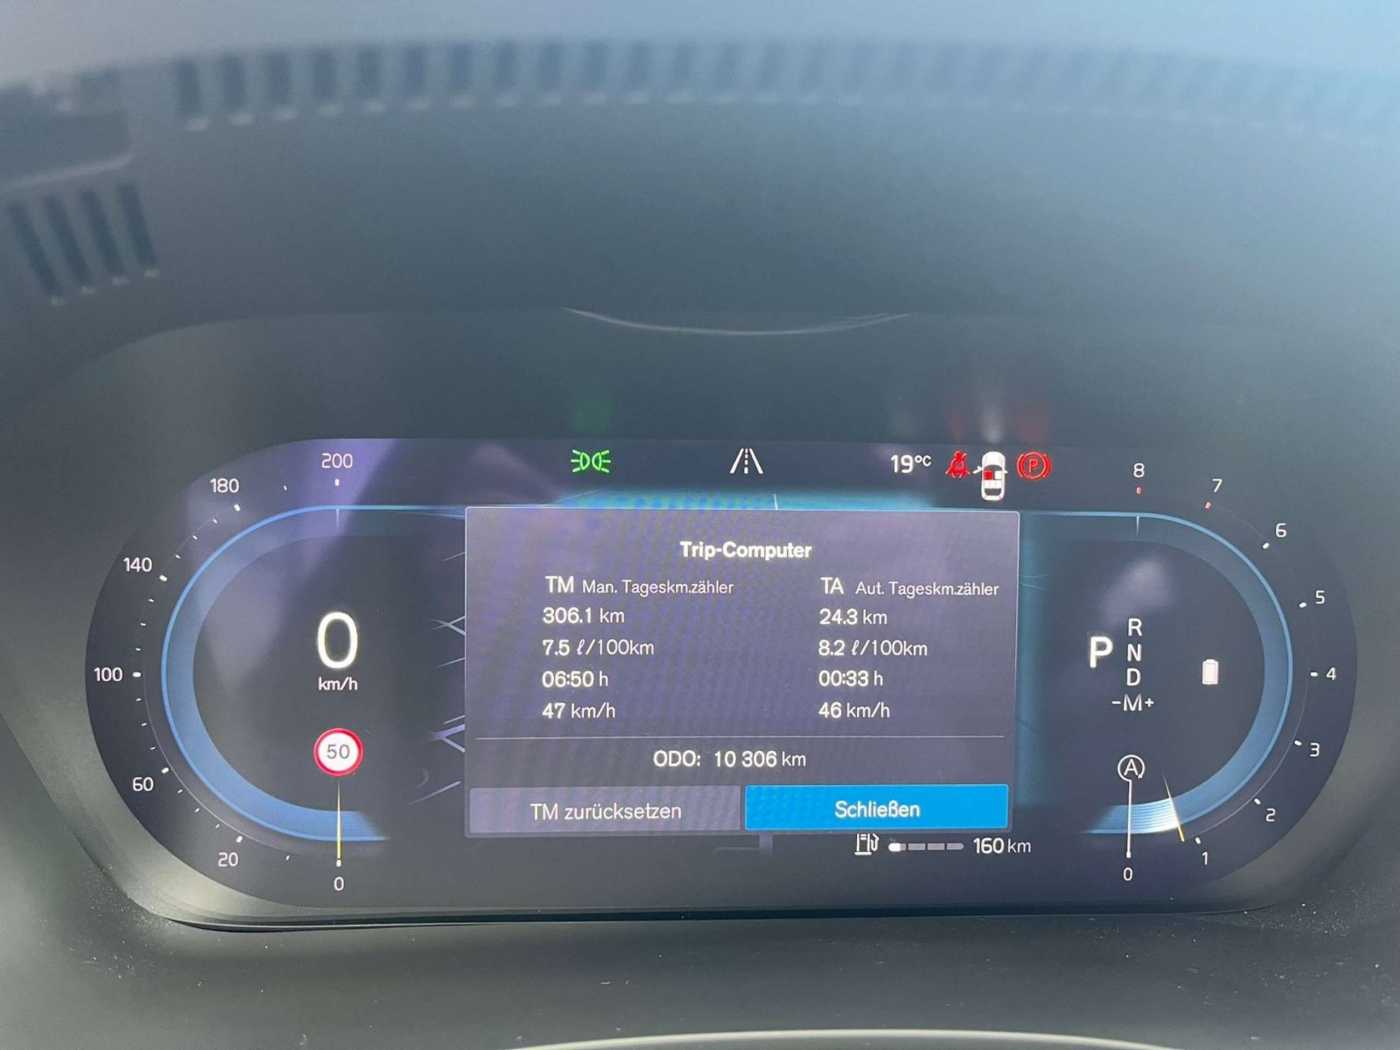 200
180
140
100
60
20
0
0
km/h
50
19°C
P
Trip-Computer
TM Man. Tageskm.zähler
TA Aut. Tageskm.zähler
306.1 km
24.3 km
7.5 ℓ/100km
8.2 ℓ/100km
06:50 h
00:33 h
47 km/h
46 km/h
ODO: 10 306 km
TM zurücksetzen
Schließen
160 km
8
7
6
5
4
3
2
1
0
P
R
N
D
-M+
A